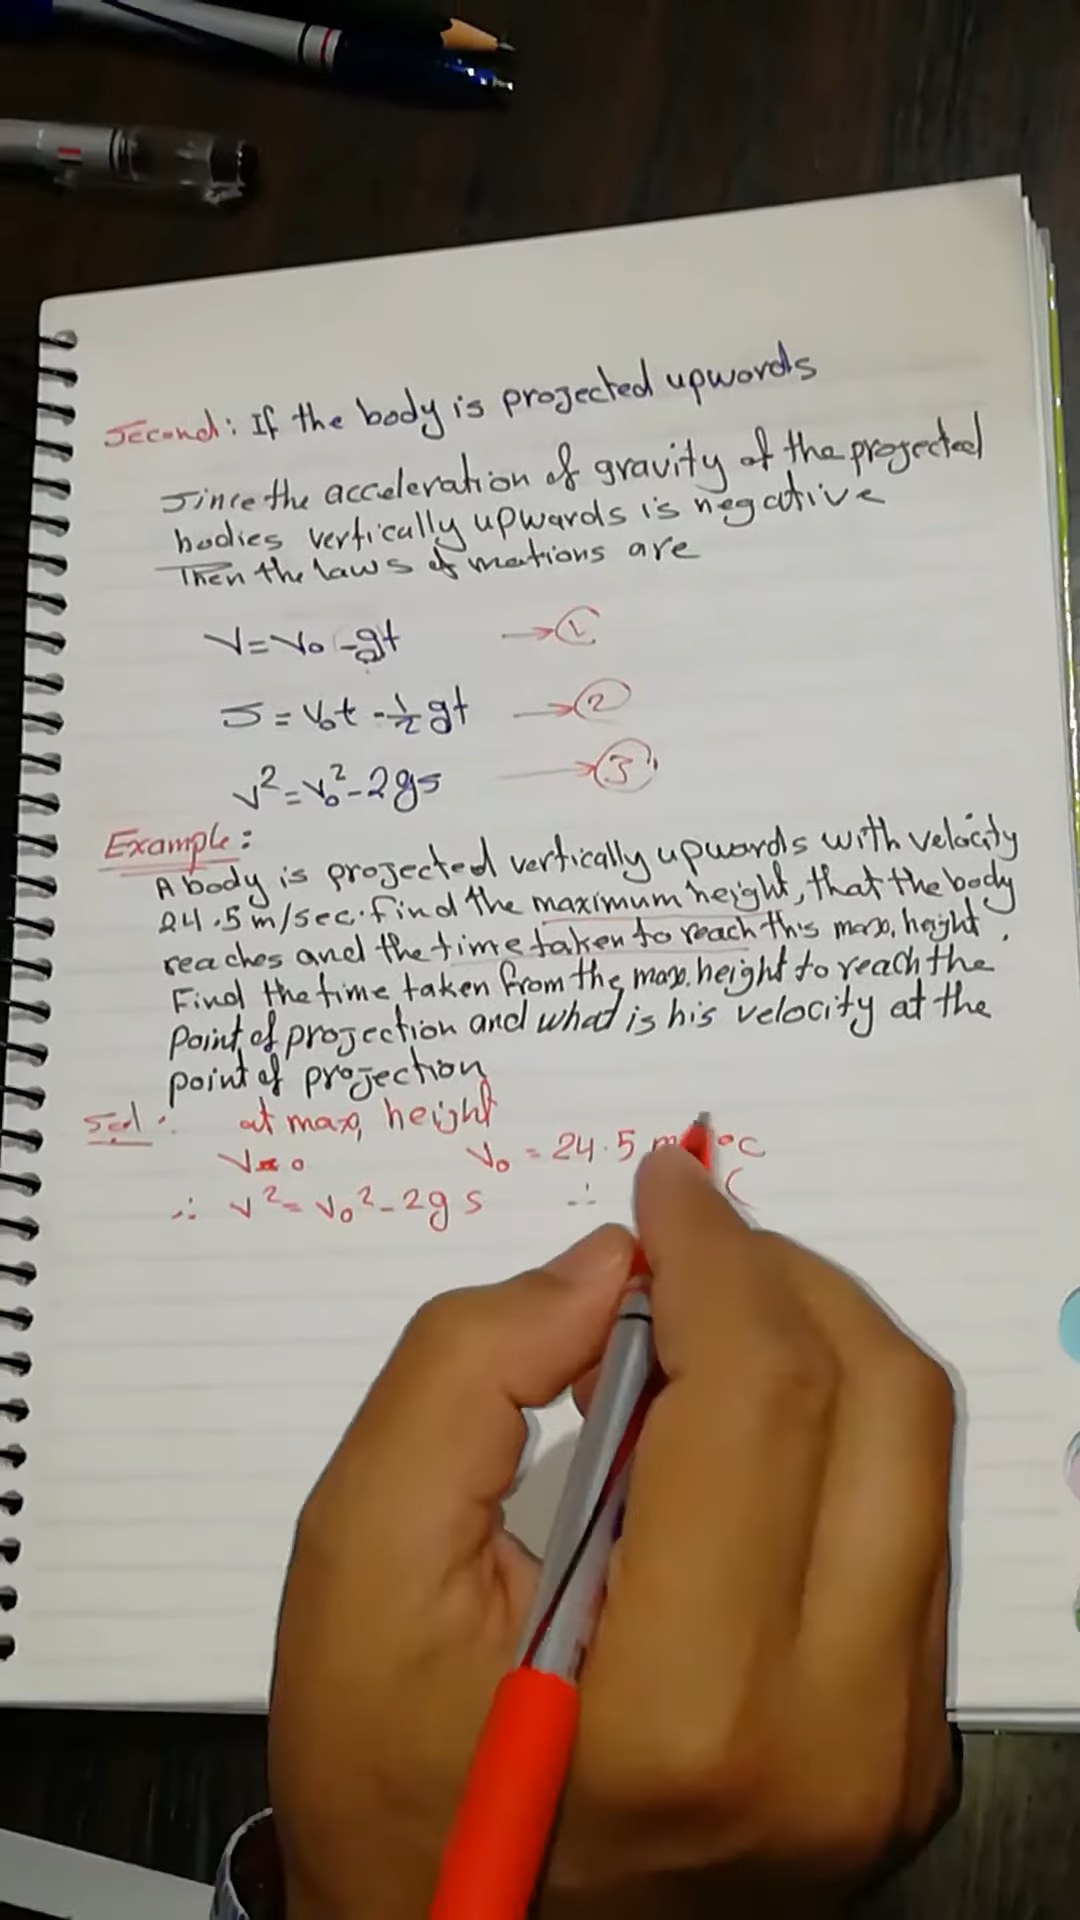 Second: If the body is projected upwords
Since the acceleration of gravity of the projected
bodies vertically upwards is negative
Then the laws of motions are
V=V₀ -gt → 1
S = V₀t - 1/2 gt → 2
V²=V₀²-2gs → 3
Example:
A body is projected vertically upwords with velocity
24.5 m/sec. find the maximum height, that the body
reaches and the time taken to reach this max. height.
Find the time taken from the max. height to reach the
Point of projection and what is his velocity at the
point of projection
Sol: at max, height
V=0 V₀ = 24.5
∴ V²=V₀²-2g s ∴